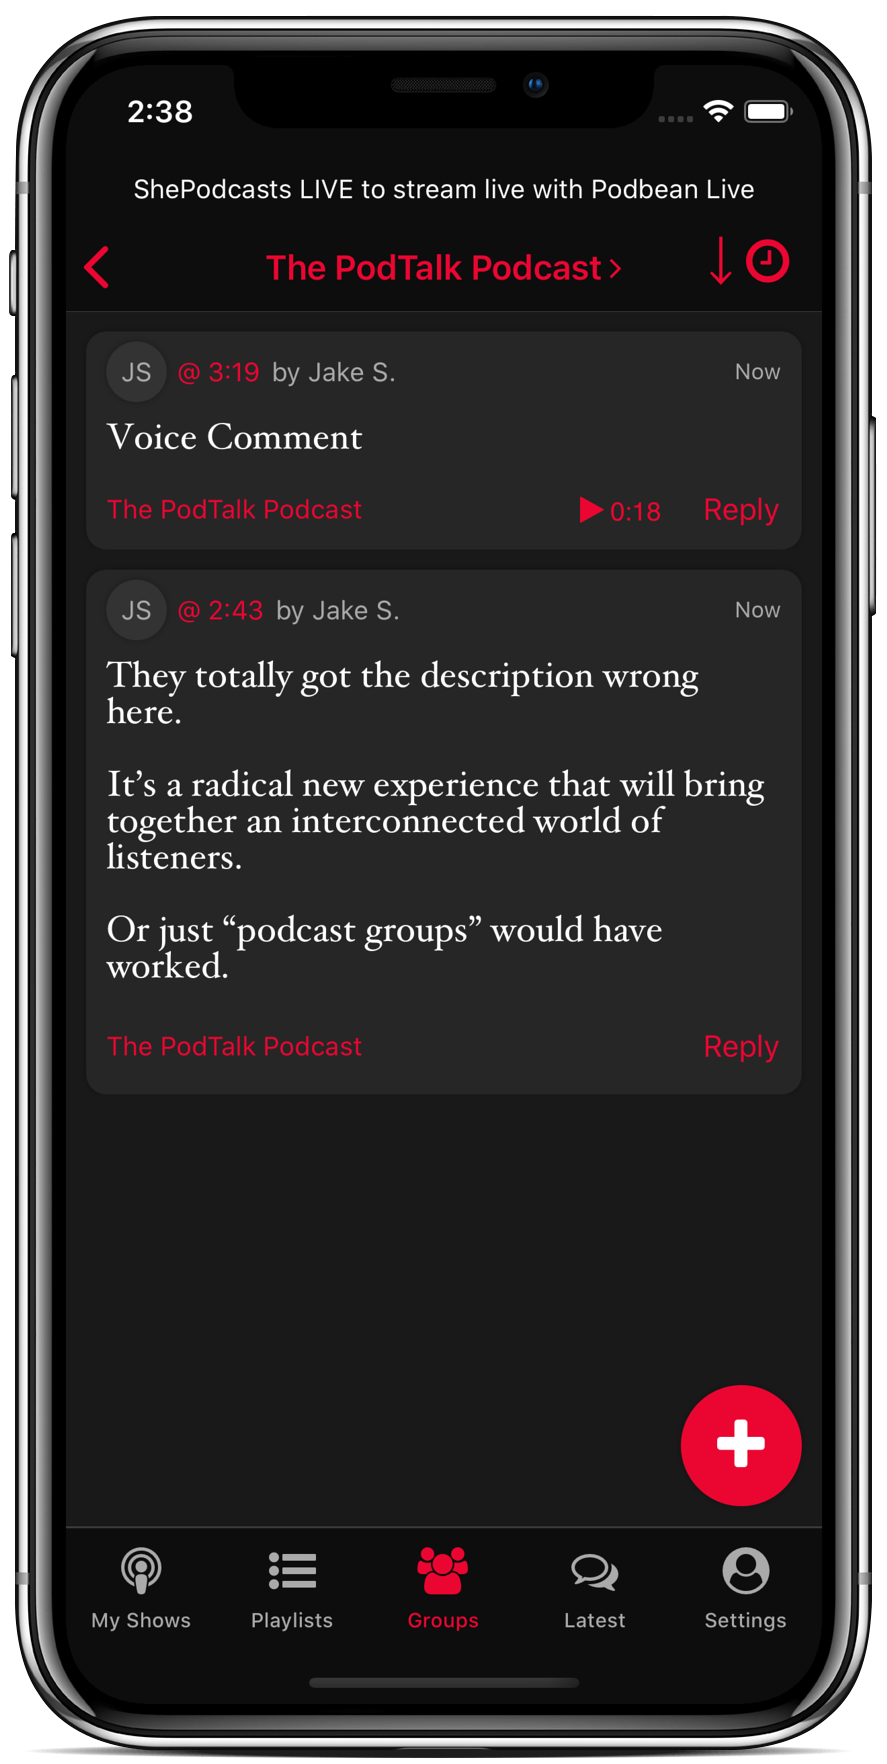 2:38
ShePodcasts LIVE to stream live with Podbean Live
The PodTalk Podcast
JS @ 3:19 by Jake S. Now
Voice Comment
The PodTalk Podcast 0:18 Reply
JS @ 2:43 by Jake S. Now
They totally got the description wrong
here.
It’s a radical new experience that will bring
together an interconnected world of
listeners.
Or just “podcast groups” would have
worked.
The PodTalk Podcast Reply
My Shows Playlists Groups Latest Settings